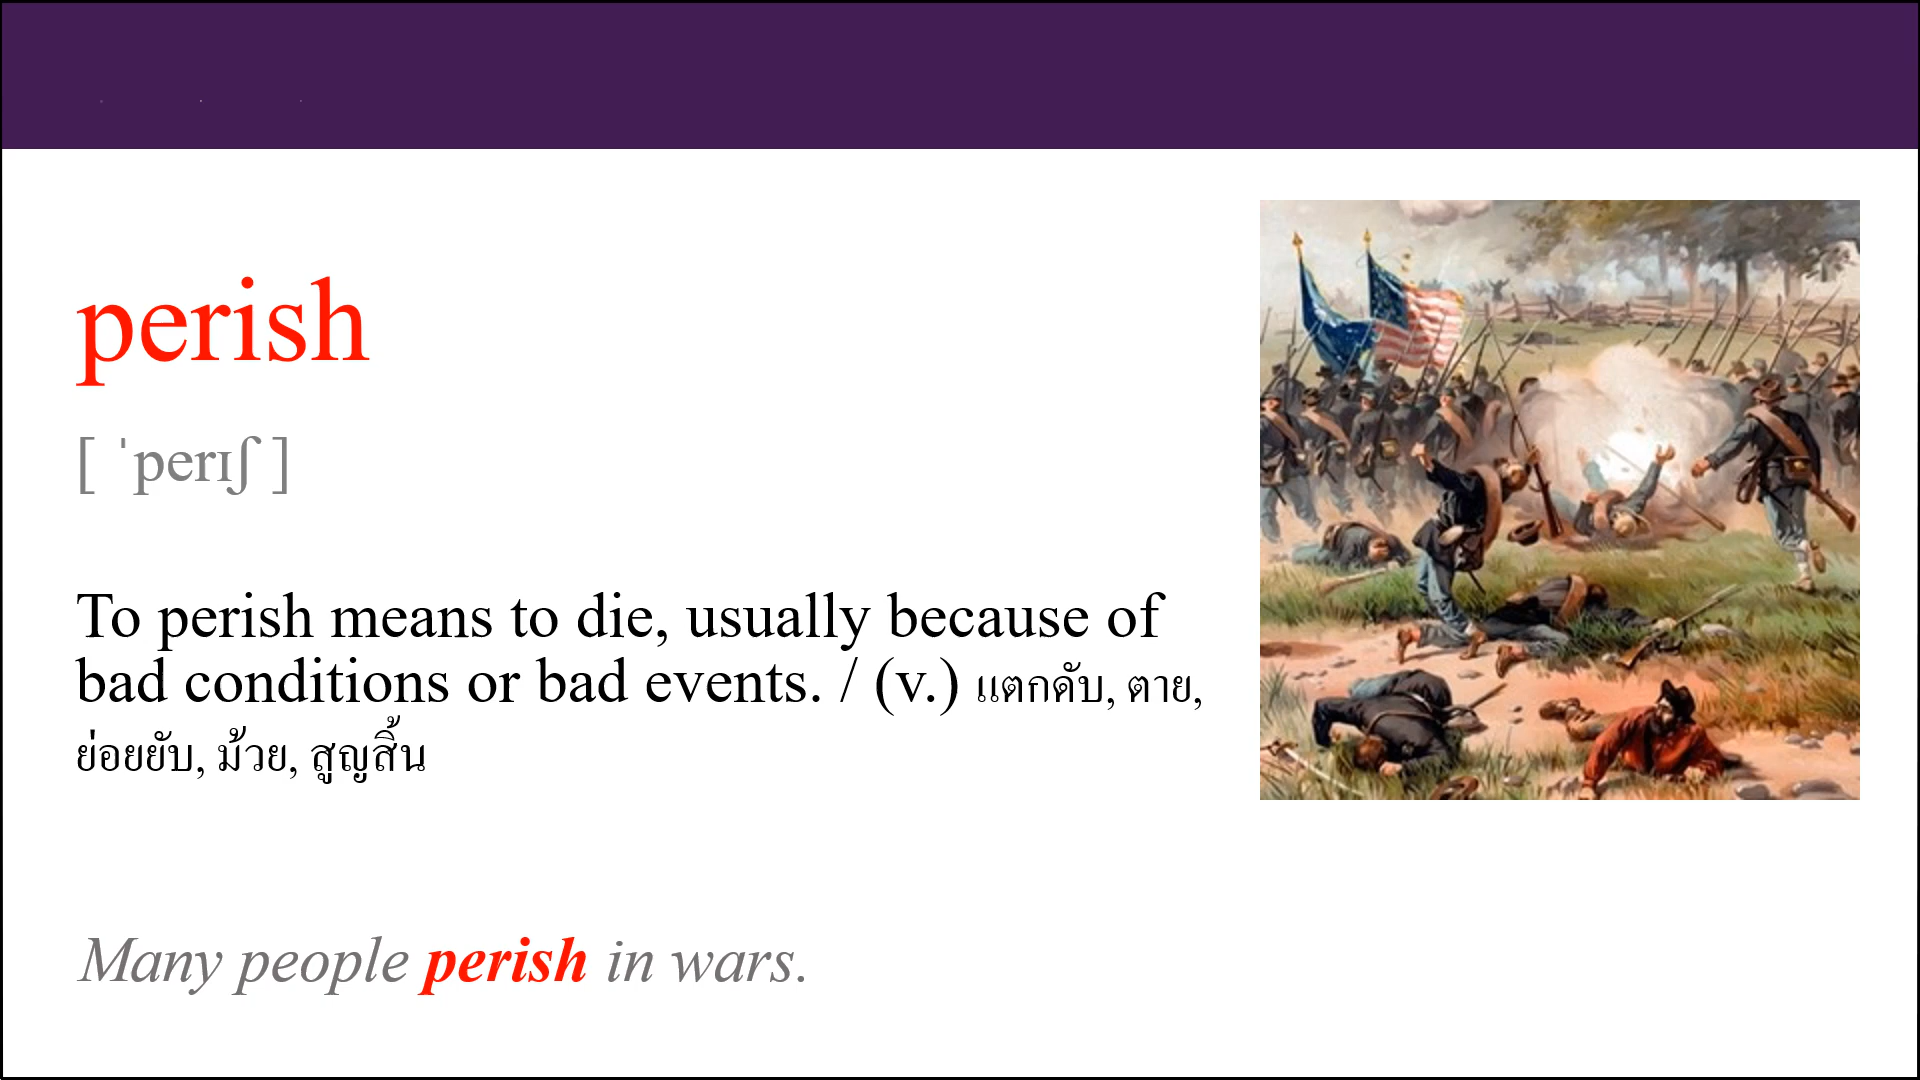 perish
[ ˈperɪʃ ]
To perish means to die, usually because of
bad conditions or bad events. / (v.) แตกดับ, ตาย,
ย่อยยับ, ม้วย, สูญสิ้น
Many people perish in wars.